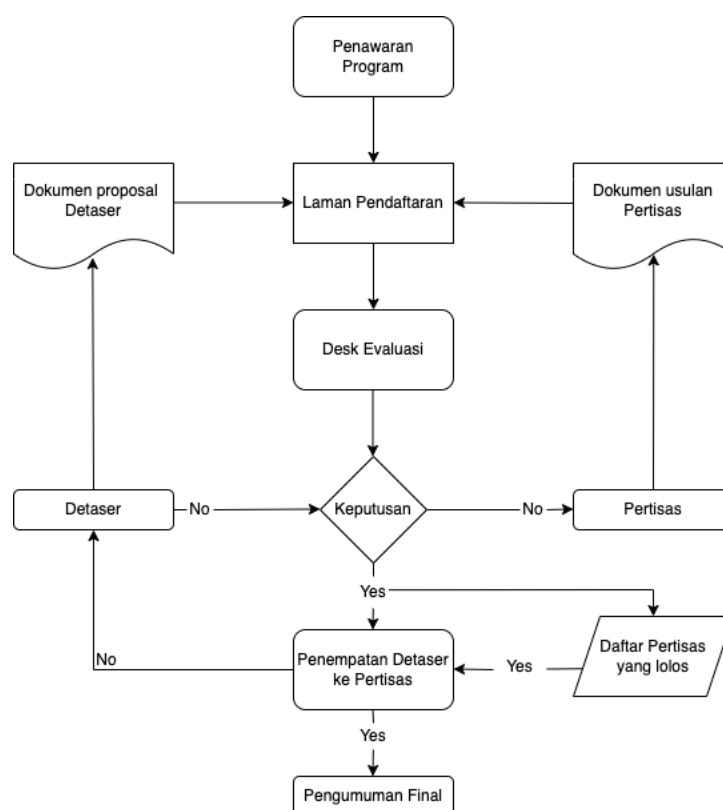 Penawaran
Program
Dokumen proposal
Detaser
Laman Pendaftaran
Dokumen usulan
Pertisas
Desk Evaluasi
Detaser
No
Keputusan
No
Pertisas
Yes
Penempatan Detaser
ke Pertisas
Yes
Daftar Pertisas
yang lolos
No
Yes
Pengumuman Final